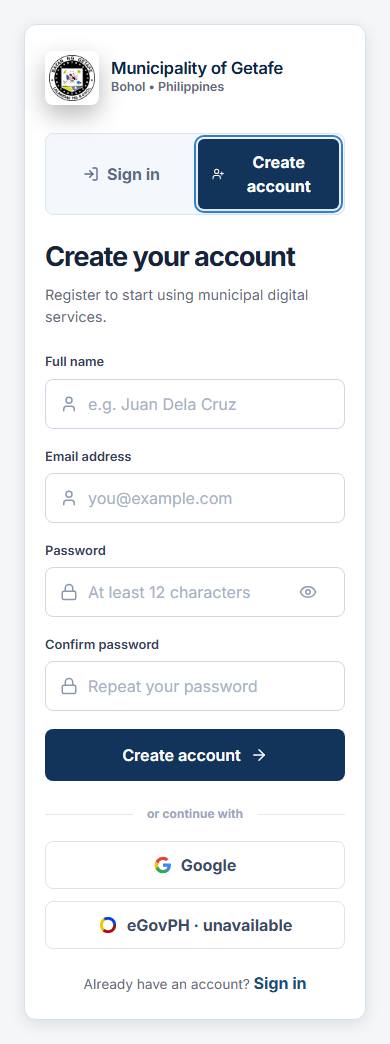 Municipality of Getafe
Bohol • Philippines
Sign in
Create
account
Create your account
Register to start using municipal digital
services.
Full name
e.g. Juan Dela Cruz
Email address
you@example.com
Password
At least 12 characters
Confirm password
Repeat your password
Create account
or continue with
Google
eGovPH · unavailable
Already have an account? Sign in